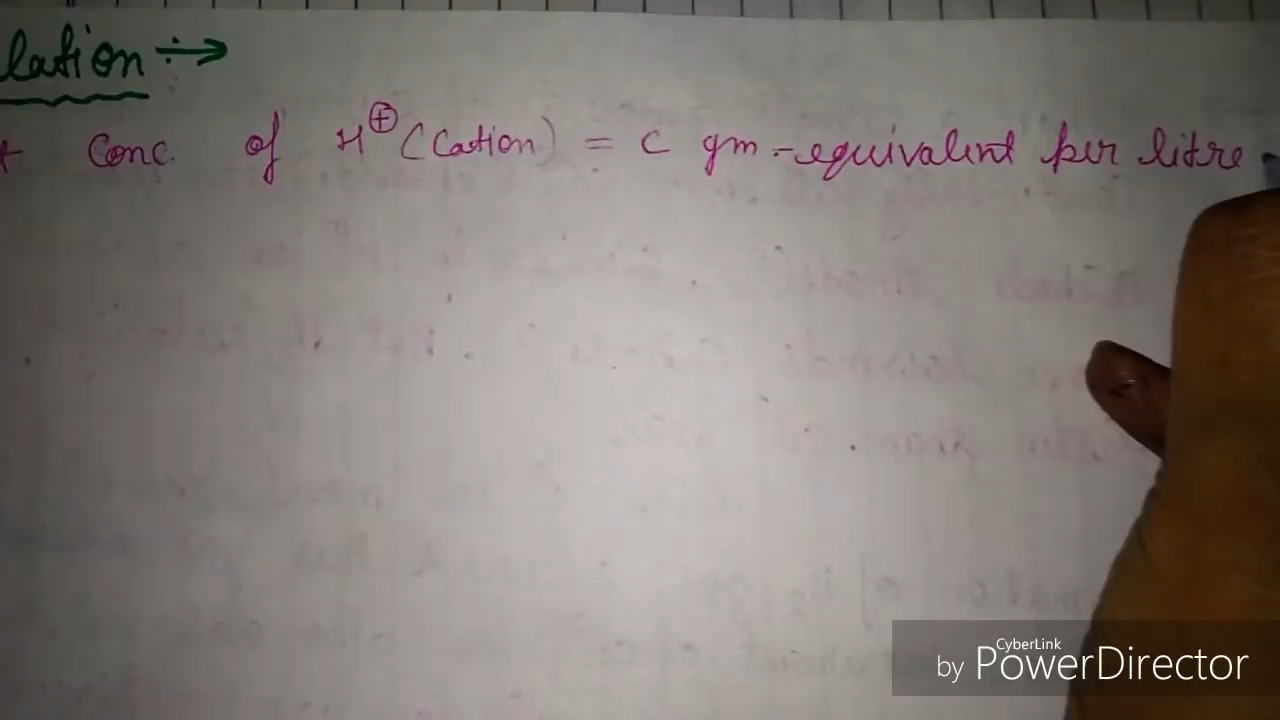 lation ÷→
Conc. of H⊕ (Cation) = C gm-equivalent per litre
CyberLink
by PowerDirector